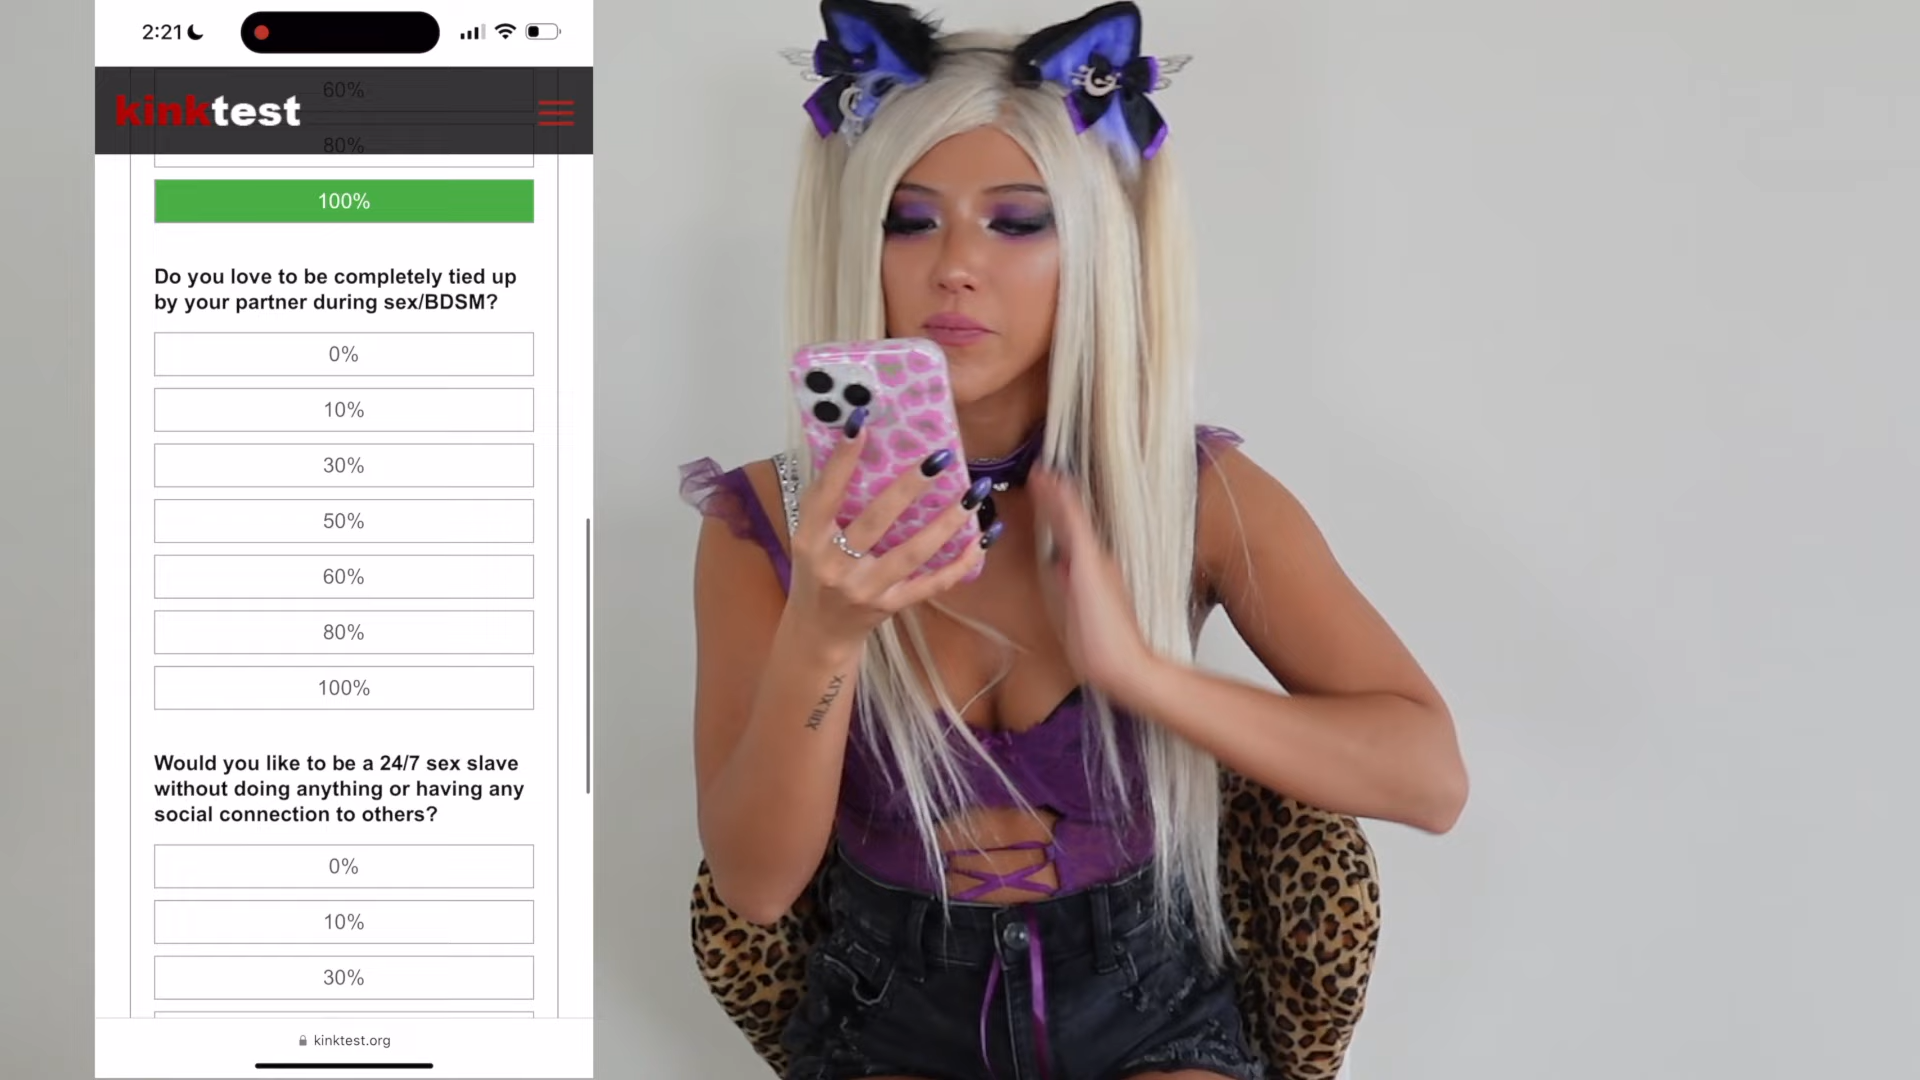 2:21
60%
kinktest
80%
100%
Do you love to be completely tied up
by your partner during sex/BDSM?
0%
10%
30%
50%
60%
80%
100%
Would you like to be a 24/7 sex slave
without doing anything or having any
social connection to others?
0%
10%
30%
kinktest.org
XIII.XLIX